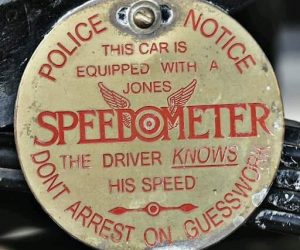 POLICE NOTICE
THIS CAR IS
EQUIPPED WITH A
JONES
SPEEDOMETER
THE DRIVER KNOWS
HIS SPEED
DONT ARREST ON GUESSWORK